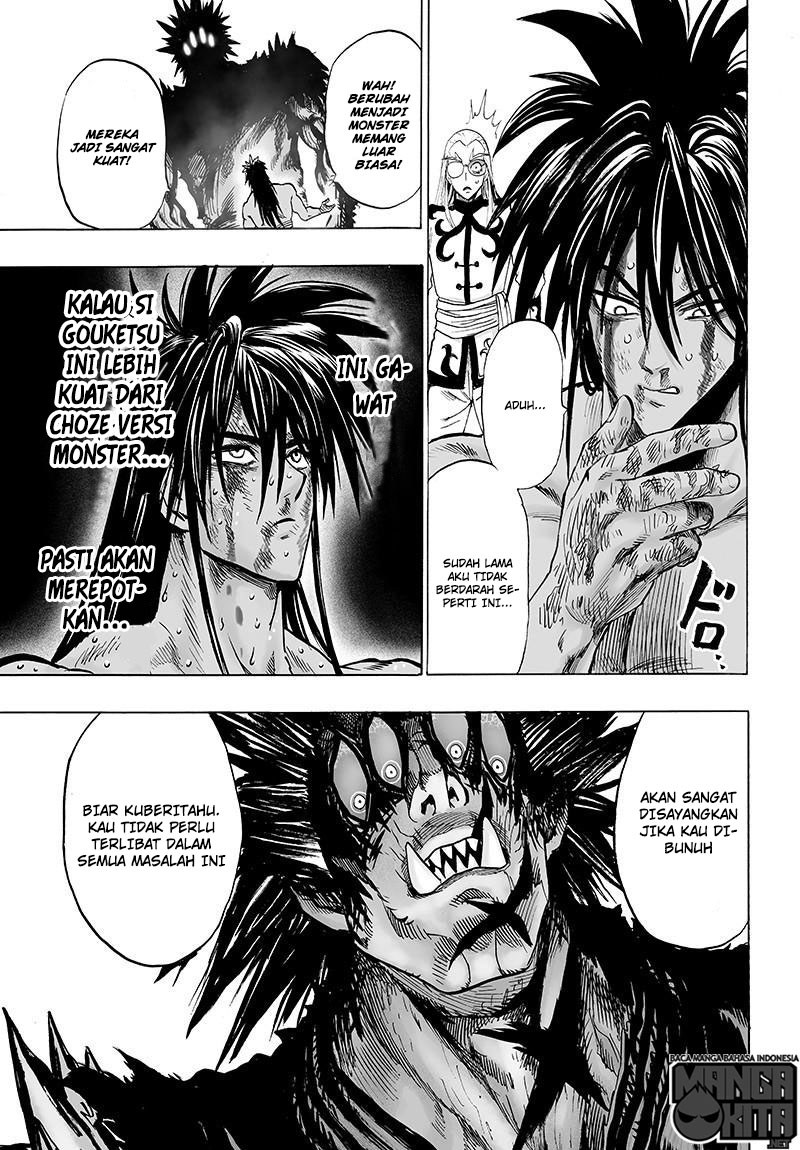 ADUH...
SUDAH LAMA
AKU TIDAK
BERDARAH SE-
PERTI INI...
ドロ.
WAH!
BERUBAH
MENJADI
MONSTER
MEMANG
LUAR
BIASA!
MEREKA
JADI SANGAT
KUAT!
INI GA-
WAT
KALAU SI
GOUKETSU
INI LEBIH
KUAT DARI
CHOZE VERSI
MONSTER...
PASTI AKAN
MEREPOT-
KAN...
AKAN SANGAT
DISAYANGKAN
JIKA KAU DI-
BUNUH
BIAR KUBERITAHU.
KAU TIDAK PERLU
TERLIBAT DALAM
SEMUA MASALAH INI
BACA MANGA BAHASA INDONESIA
MANGA
KITA
.NET